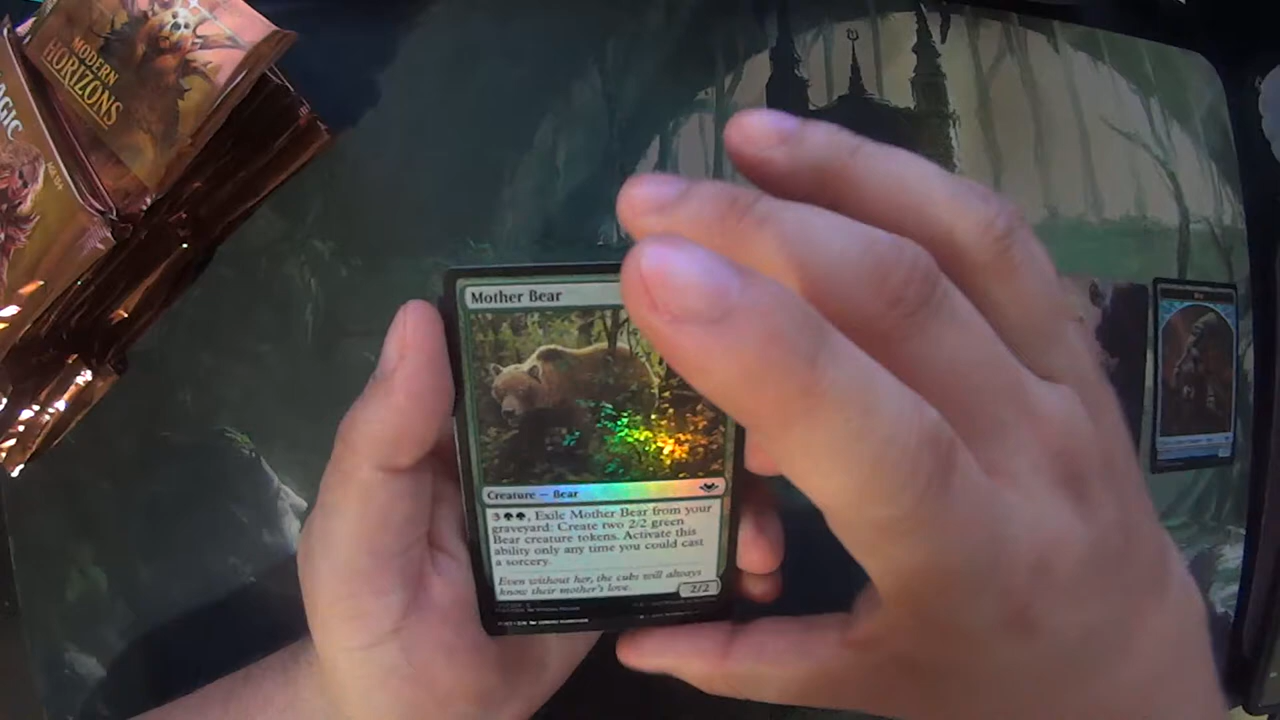 MODERN
HORIZONS
MAGIC
Mother Bear
Creature — Bear
3, Exile Mother Bear from your
graveyard: Create two 2/2 green
Bear creature tokens. Activate this
ability only any time you could cast
a sorcery.
Even without her, the cubs will always
know their mother's love.
2/2